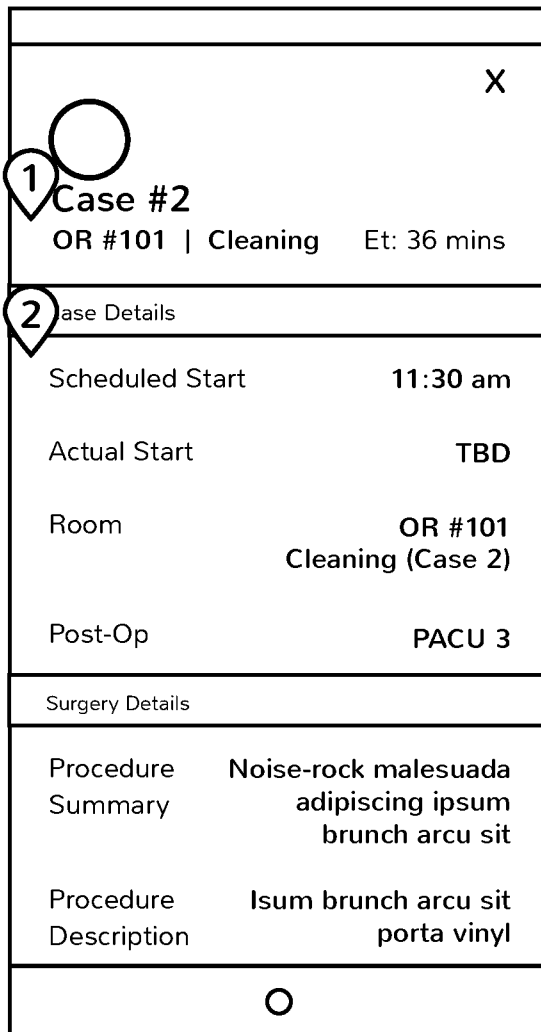 X
1
Case #2
OR #101 | Cleaning Et: 36 mins
2
ase Details
Scheduled Start 11:30 am
Actual Start TBD
Room OR #101
Cleaning (Case 2)
Post-Op PACU 3
Surgery Details
Procedure Noise-rock malesuada
Summary adipiscing ipsum
brunch arcu sit
Procedure Isum brunch arcu sit
Description porta vinyl